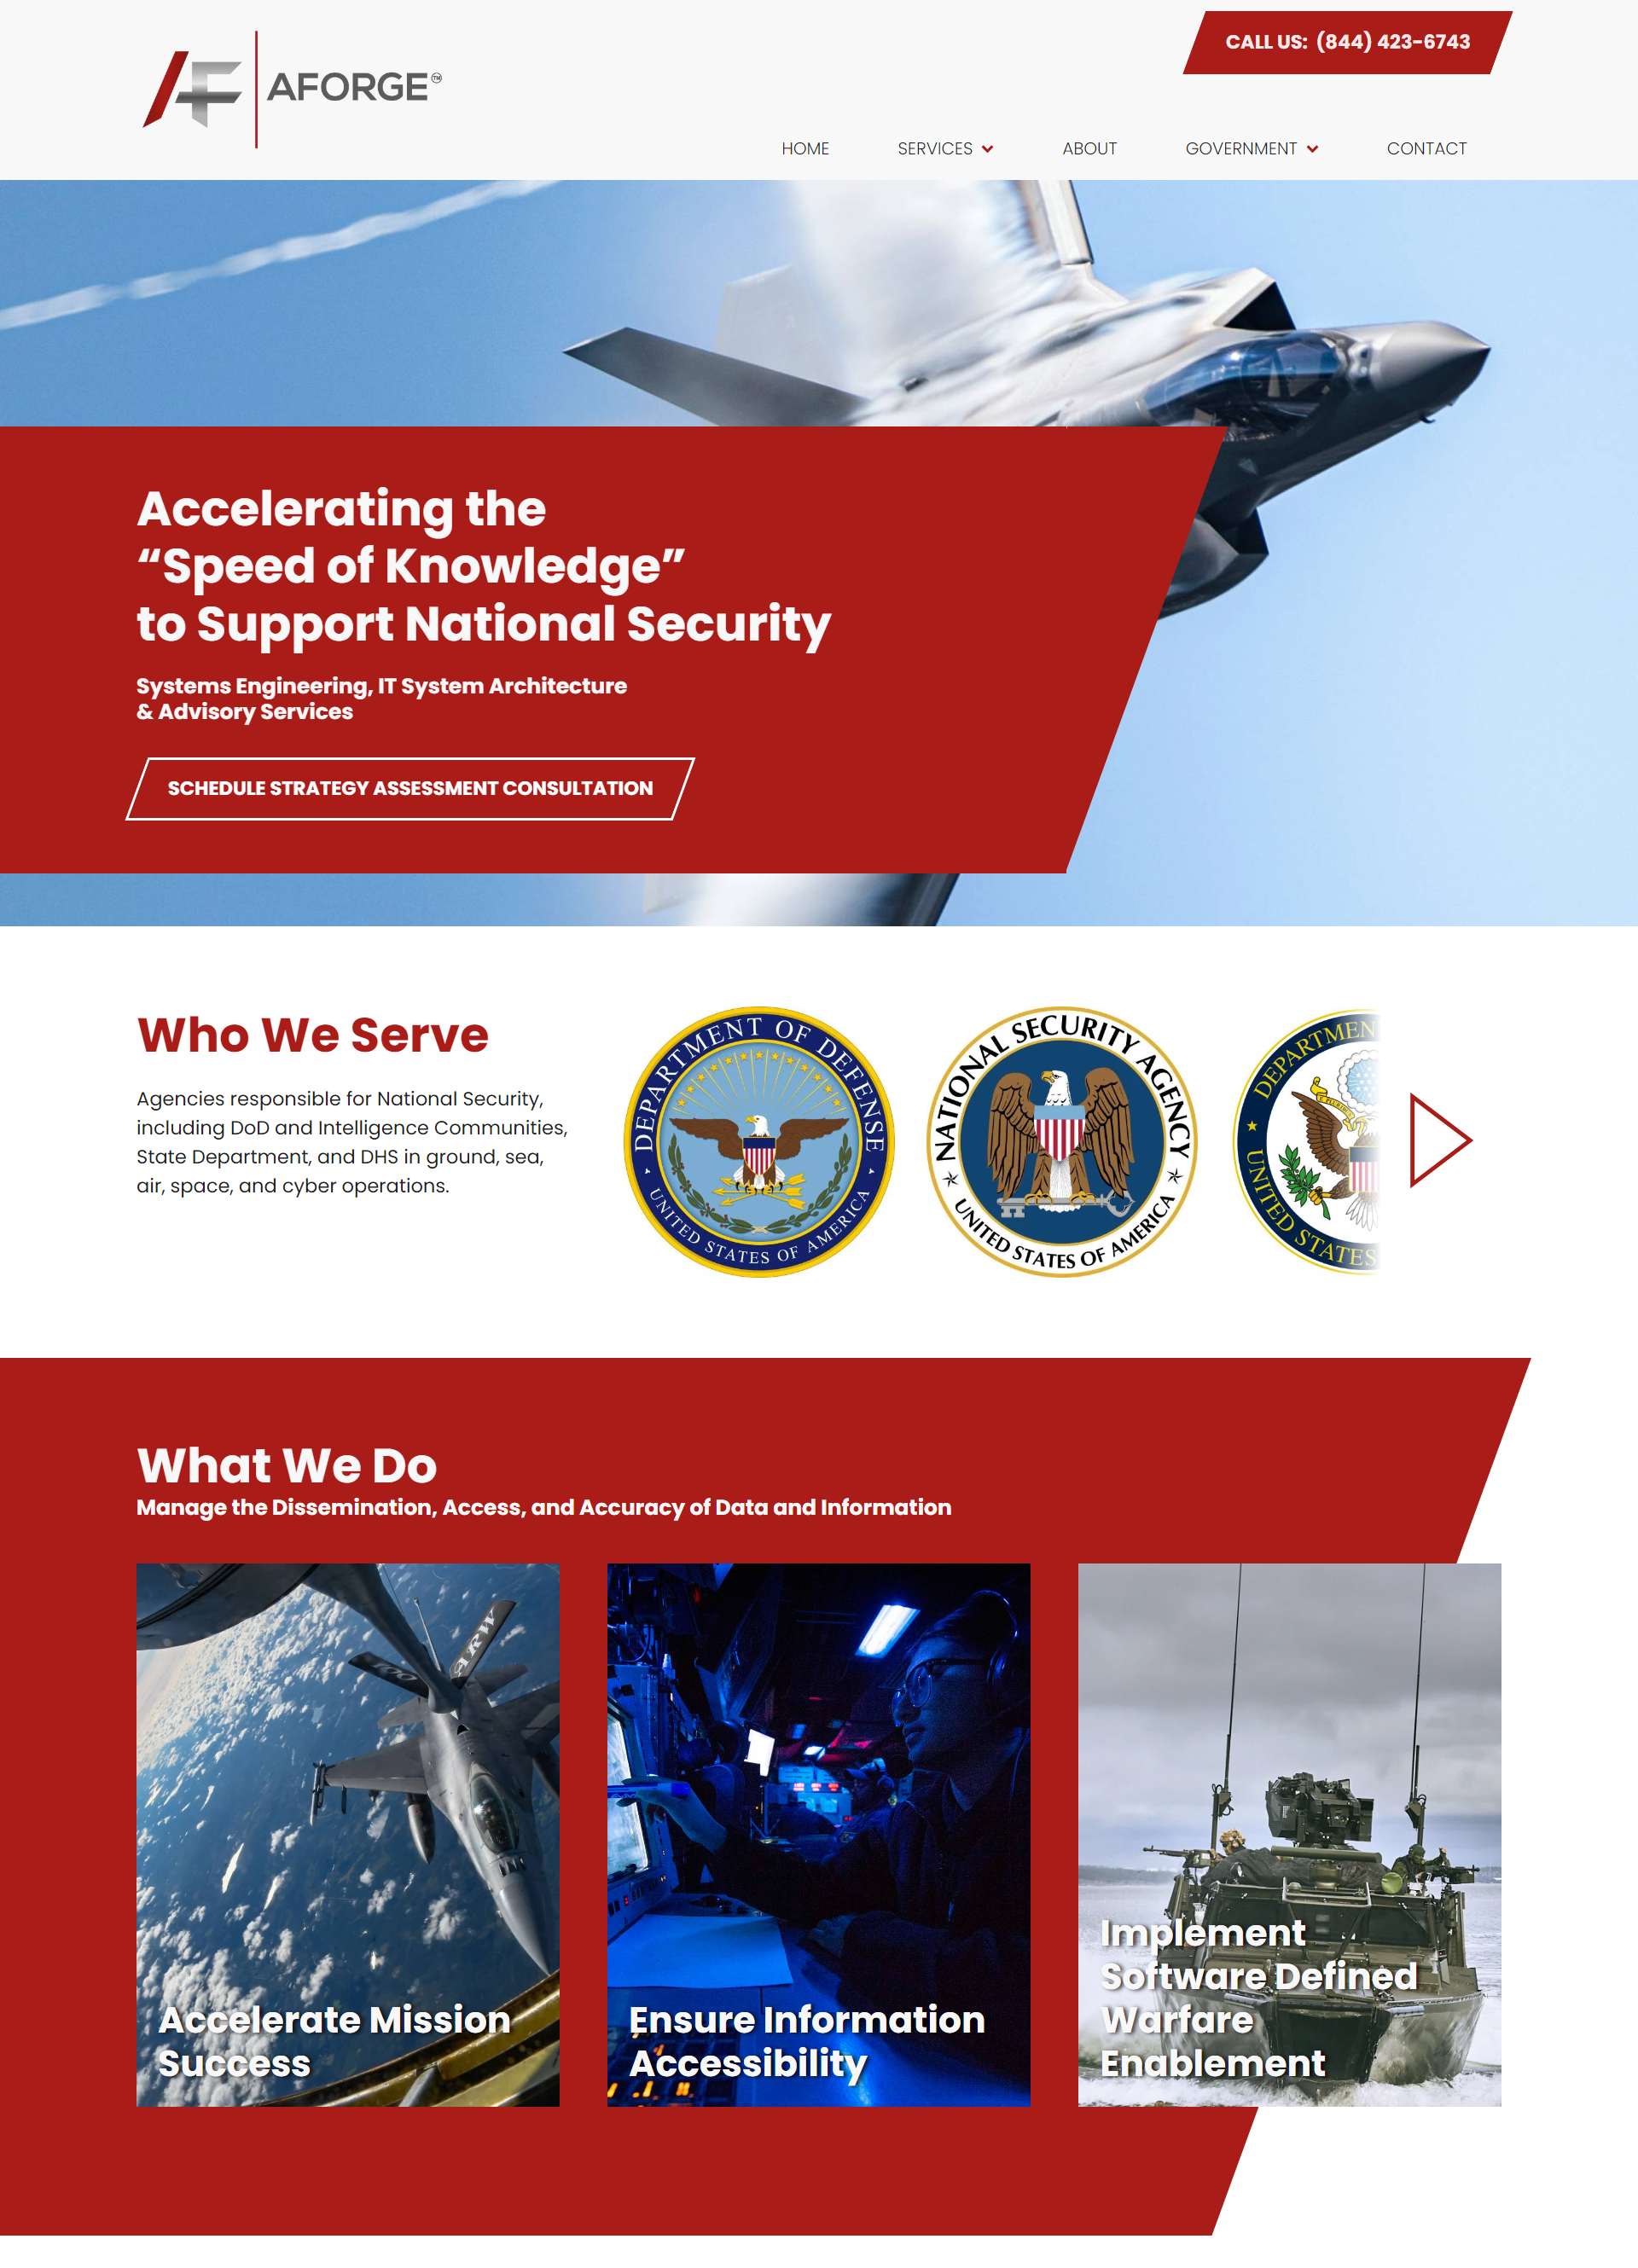 AFORGE™
CALL US: (844) 423-6743
HOME
SERVICES
ABOUT
GOVERNMENT
CONTACT
Accelerating the
“Speed of Knowledge”
to Support National Security
Systems Engineering, IT System Architecture
& Advisory Services
SCHEDULE STRATEGY ASSESSMENT CONSULTATION
Who We Serve
Agencies responsible for National Security,
including DoD and Intelligence Communities,
State Department, and DHS in ground, sea,
air, space, and cyber operations.
DEPARTMENT OF DEFENSE
UNITED STATES OF AMERICA
NATIONAL SECURITY AGENCY
UNITED STATES OF AMERICA
UNITED STATES
What We Do
Manage the Dissemination, Access, and Accuracy of Data and Information
ARW
Accelerate Mission
Success
Ensure Information
Accessibility
Implement
Software Defined
Warfare
Enablement